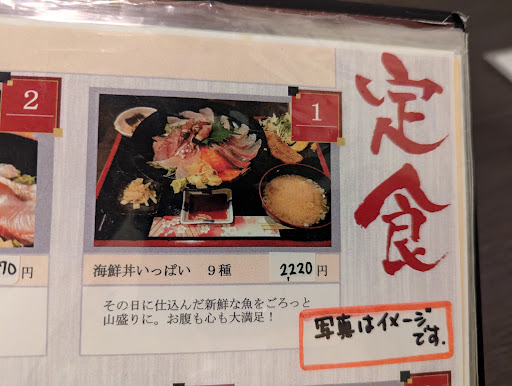 定食
2
1
70円
海鮮丼いっぱい 9種
2,220円
その日に仕込んだ新鮮な魚をごろっと
山盛りに。お腹も心も大満足！
写真はイメージ
です.